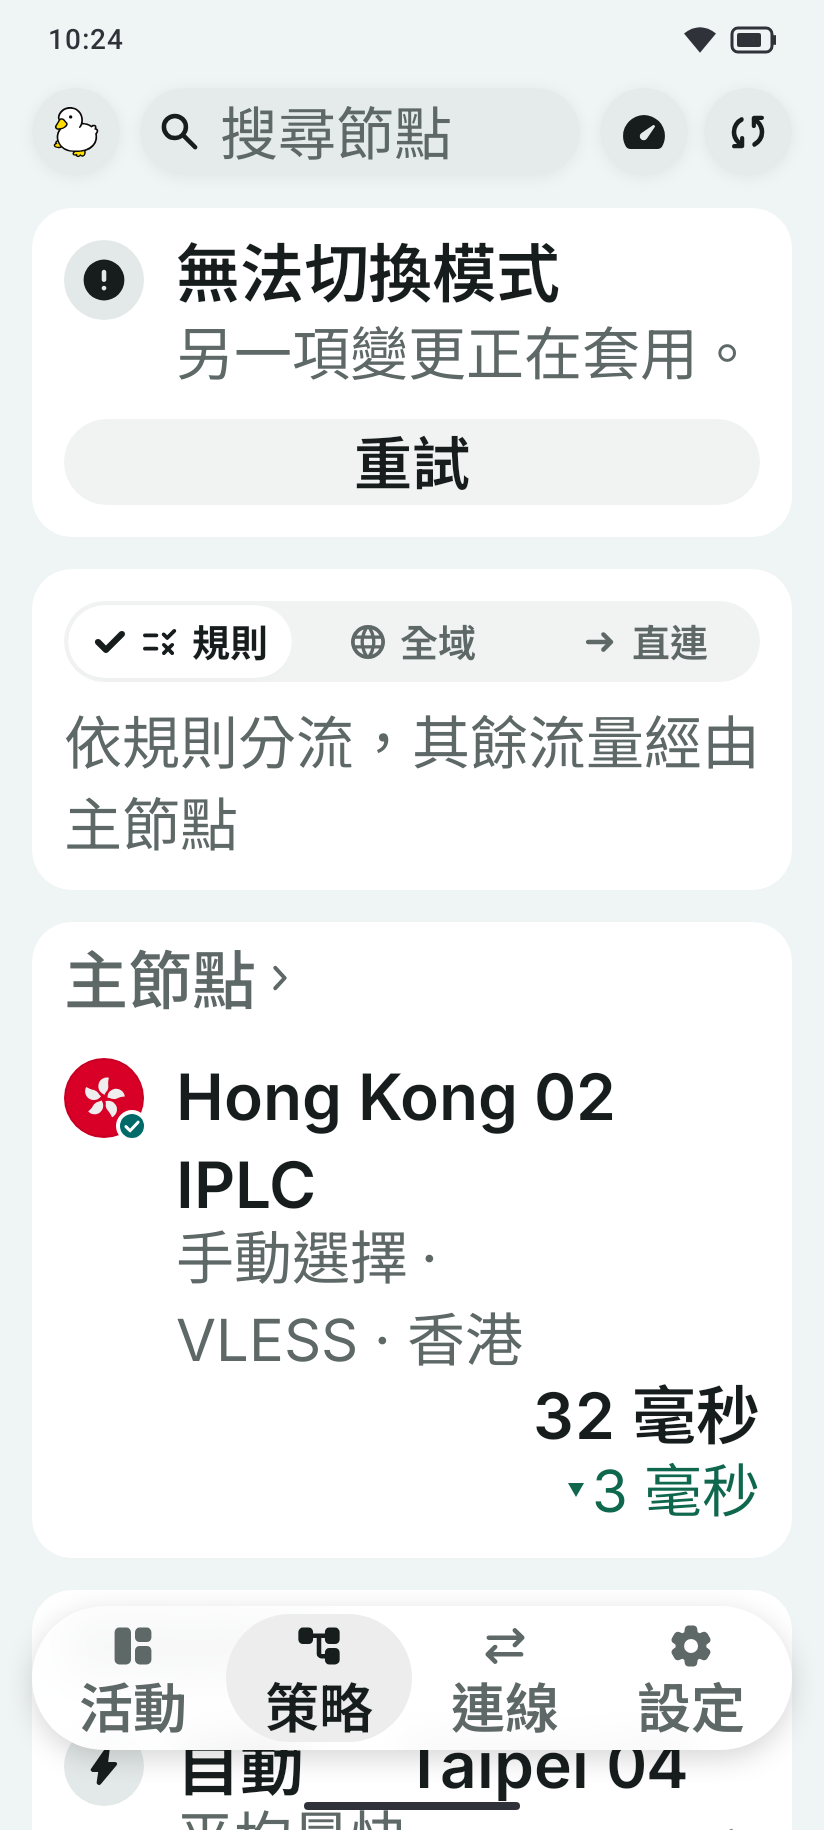 10:24
搜尋節點
無法切換模式
另一項變更正在套用。
重試
規則 全域 直連
依規則分流，其餘流量經由
主節點
主節點
Hong Kong 02
IPLC
手動選擇 ·
VLESS · 香港
32 毫秒
▼3 毫秒
活動 策略 連線 設定
自動 Taipei 04